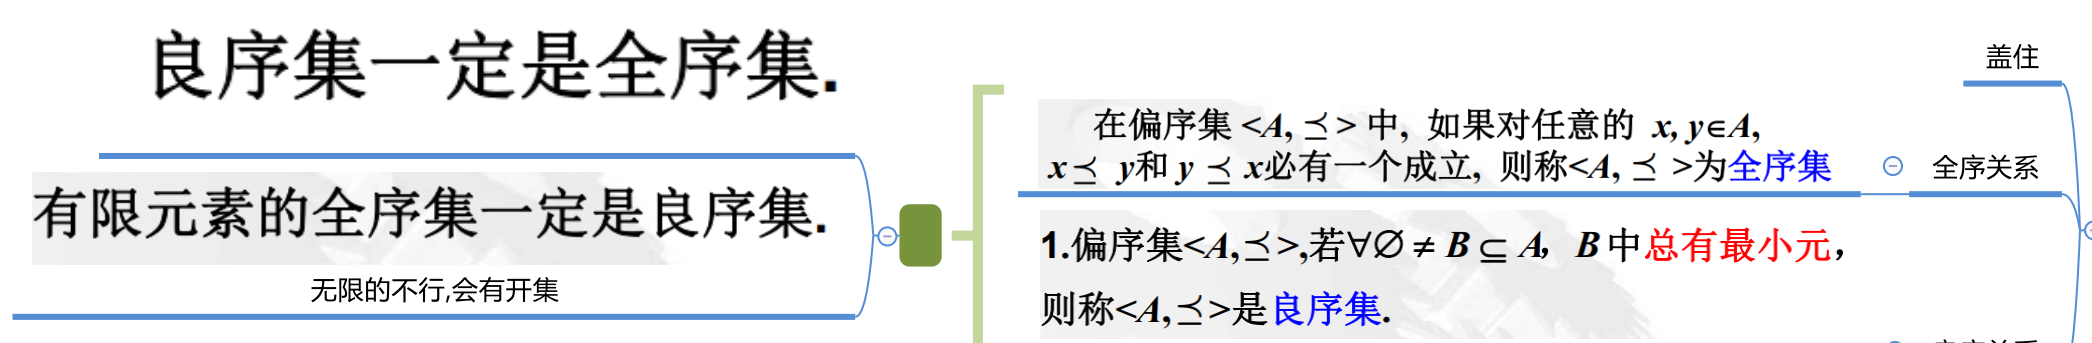 良序集一定是全序集.
有限元素的全序集一定是良序集.
无限的不行,会有开集
盖住
在偏序集 <A, ≼> 中, 如果对任意的 x, y∈A,
x ≼ y和 y ≼ x必有一个成立, 则称<A, ≼ >为全序集
全序关系
1.偏序集<A,≼>,若∀∅ ≠ B ⊆ A, B 中总有最小元,
则称<A,≼>是良序集.